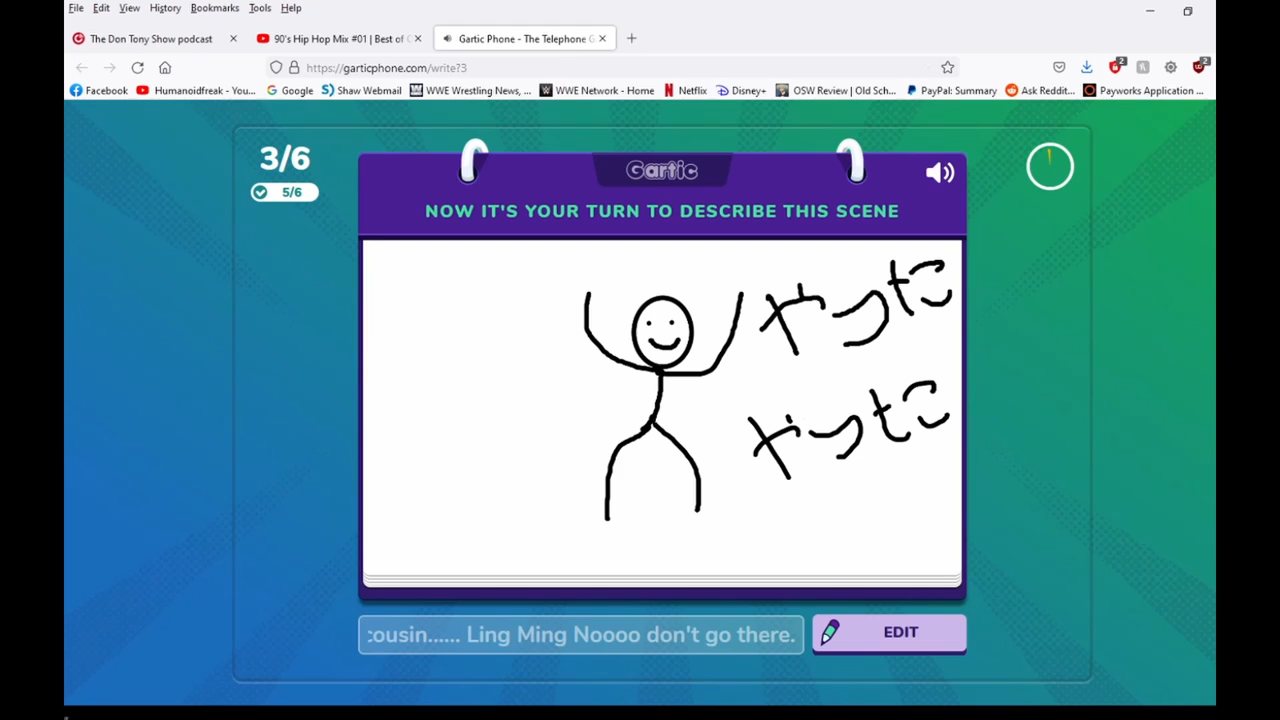 File Edit View History Bookmarks Tools Help
The Don Tony Show podcast × 90's Hip Hop Mix #01 | Best of × Gartic Phone - The Telephone G × +
https://garticphone.com/write?3
Facebook Humanoidfreak - You... Google Shaw Webmail WWE Wrestling News, ... WWE Network - Home Netflix Disney+ OSW Review | Old Sch... PayPal: Summary Ask Reddit... Payworks Application ...
2 2
3/6
5/6
Gartic
NOW IT'S YOUR TURN TO DESCRIBE THIS SCENE
やった
やった
cousin...... Ling Ming Noooo don't go there.
EDIT